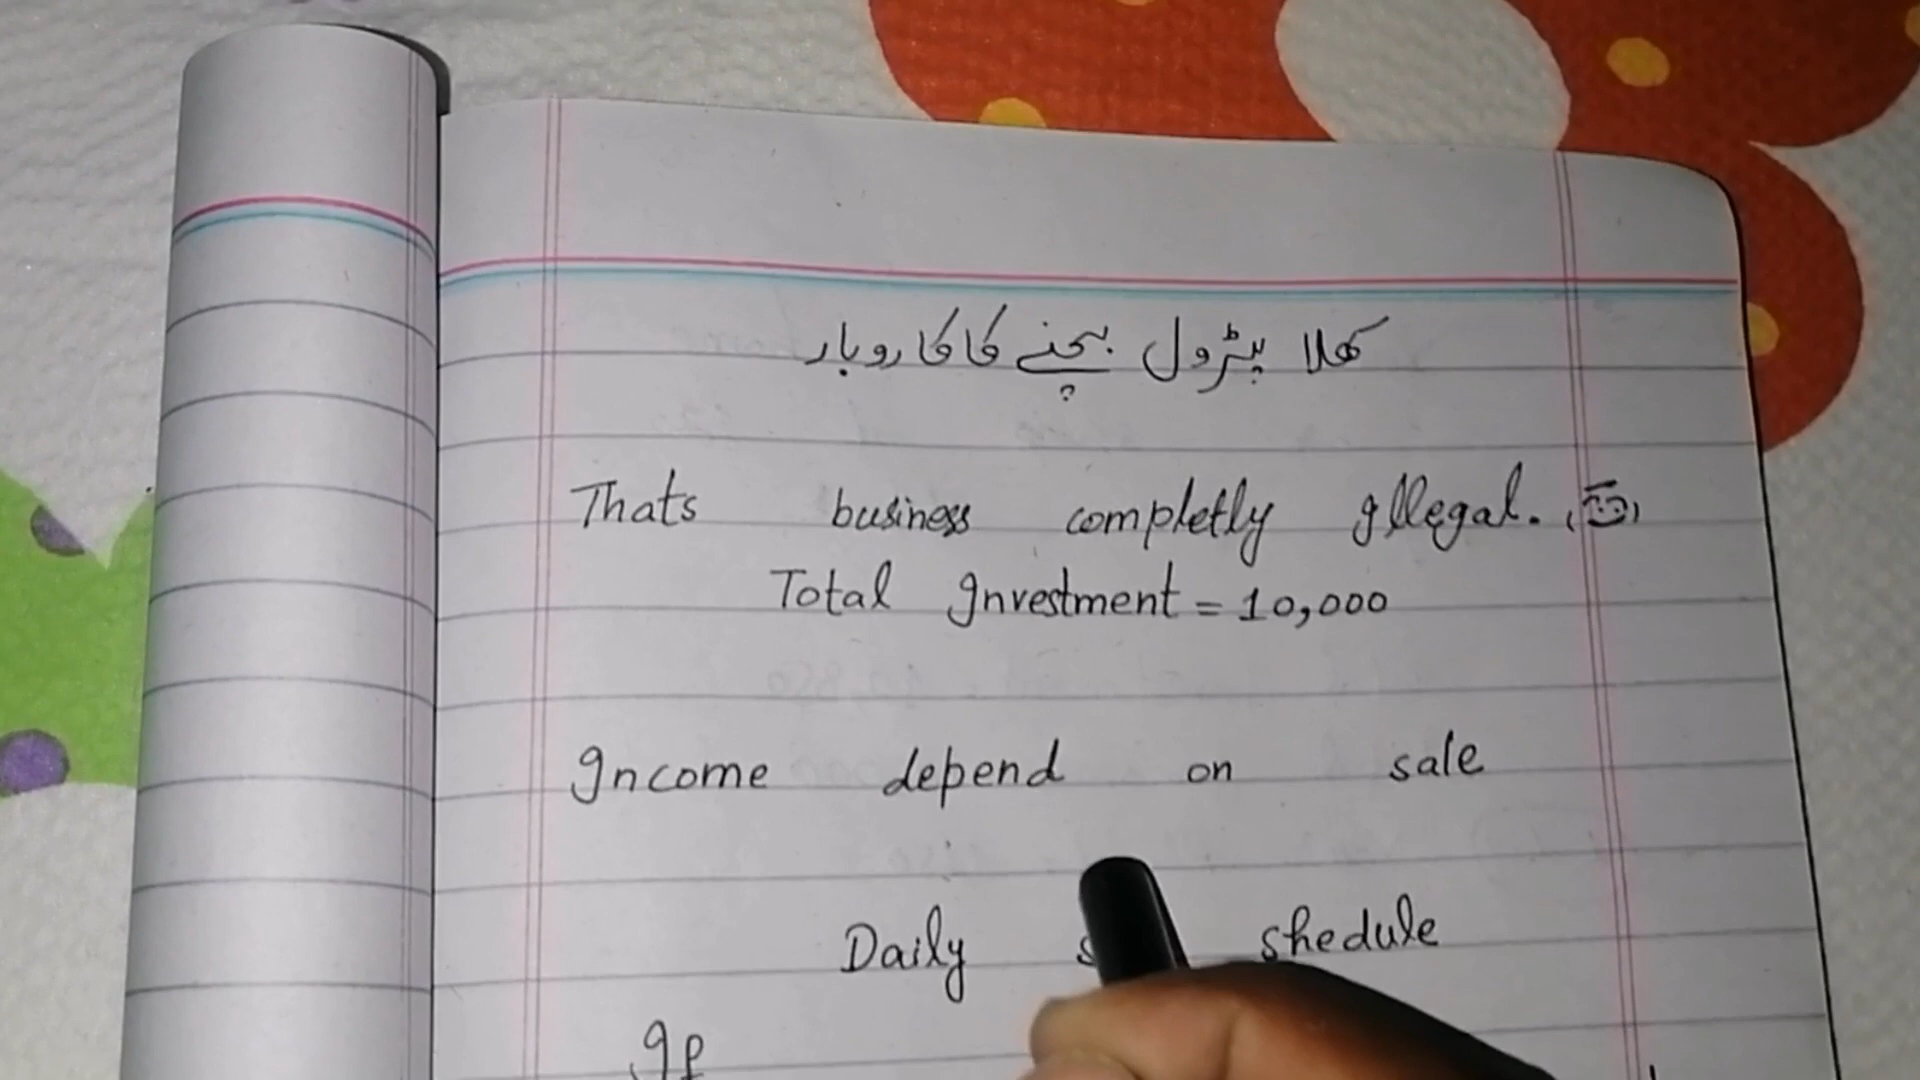 کھلا پیٹرول بیچنے کا کاروبار
Thats business completly Illegal.
Total Investment = 10,000
Income depend on sale
Daily shedule
If